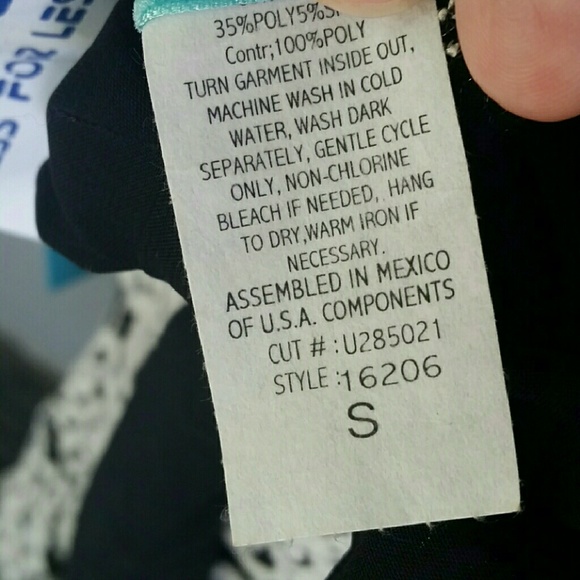 35%POLY5%
Contr;100%POLY
TURN GARMENT INSIDE OUT,
MACHINE WASH IN COLD
WATER, WASH DARK
SEPARATELY, GENTLE CYCLE
ONLY, NON-CHLORINE
BLEACH IF NEEDED, HANG
TO DRY,WARM IRON IF
NECESSARY.
ASSEMBLED IN MEXICO
OF U.S.A. COMPONENTS
CUT # :U285021
STYLE :16206
S
FOR LES